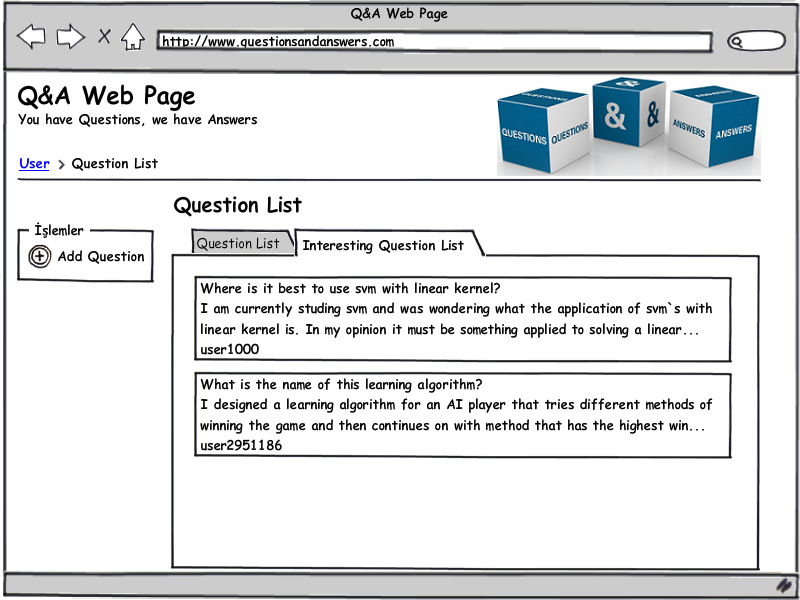 Q&A Web Page
http://www.questionsandanswers.com
Q&A Web Page
You have Questions, we have Answers
QUESTIONS
QUESTIONS
&
&
&
ANSWERS
ANSWERS
ANSWERS
User > Question List
Question List
İşlemler
Add Question
Question List
Interesting Question List
Where is it best to use svm with linear kernel?
I am currently studing svm and was wondering what the application of svm`s with
linear kernel is. In my opinion it must be something applied to solving a linear...
user1000
What is the name of this learning algorithm?
I designed a learning algorithm for an AI player that tries different methods of
winning the game and then continues on with method that has the highest win...
user2951186